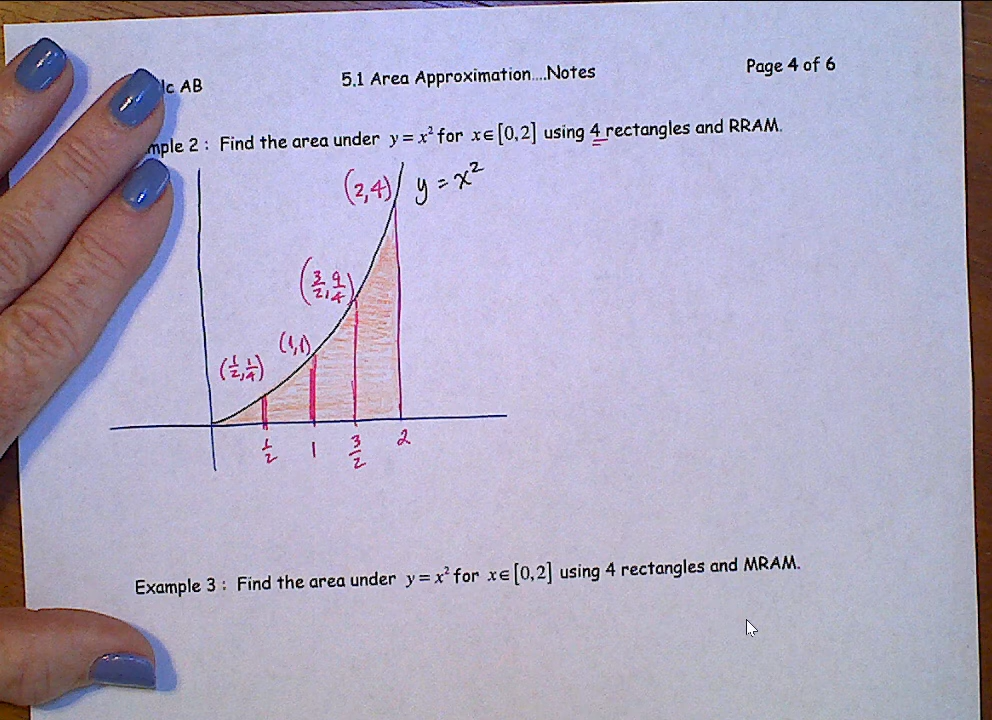 lc AB
5.1 Area Approximation....Notes
Page 4 of 6
mple 2 : Find the area under y = x² for x ∈ [0,2] using 4 rectangles and RRAM.
(2,4)
y = x²
(3/2, 9/4)
(1,1)
(1/2, 1/4)
1/2 1 3/2 2
Example 3 : Find the area under y = x² for x ∈ [0,2] using 4 rectangles and MRAM.